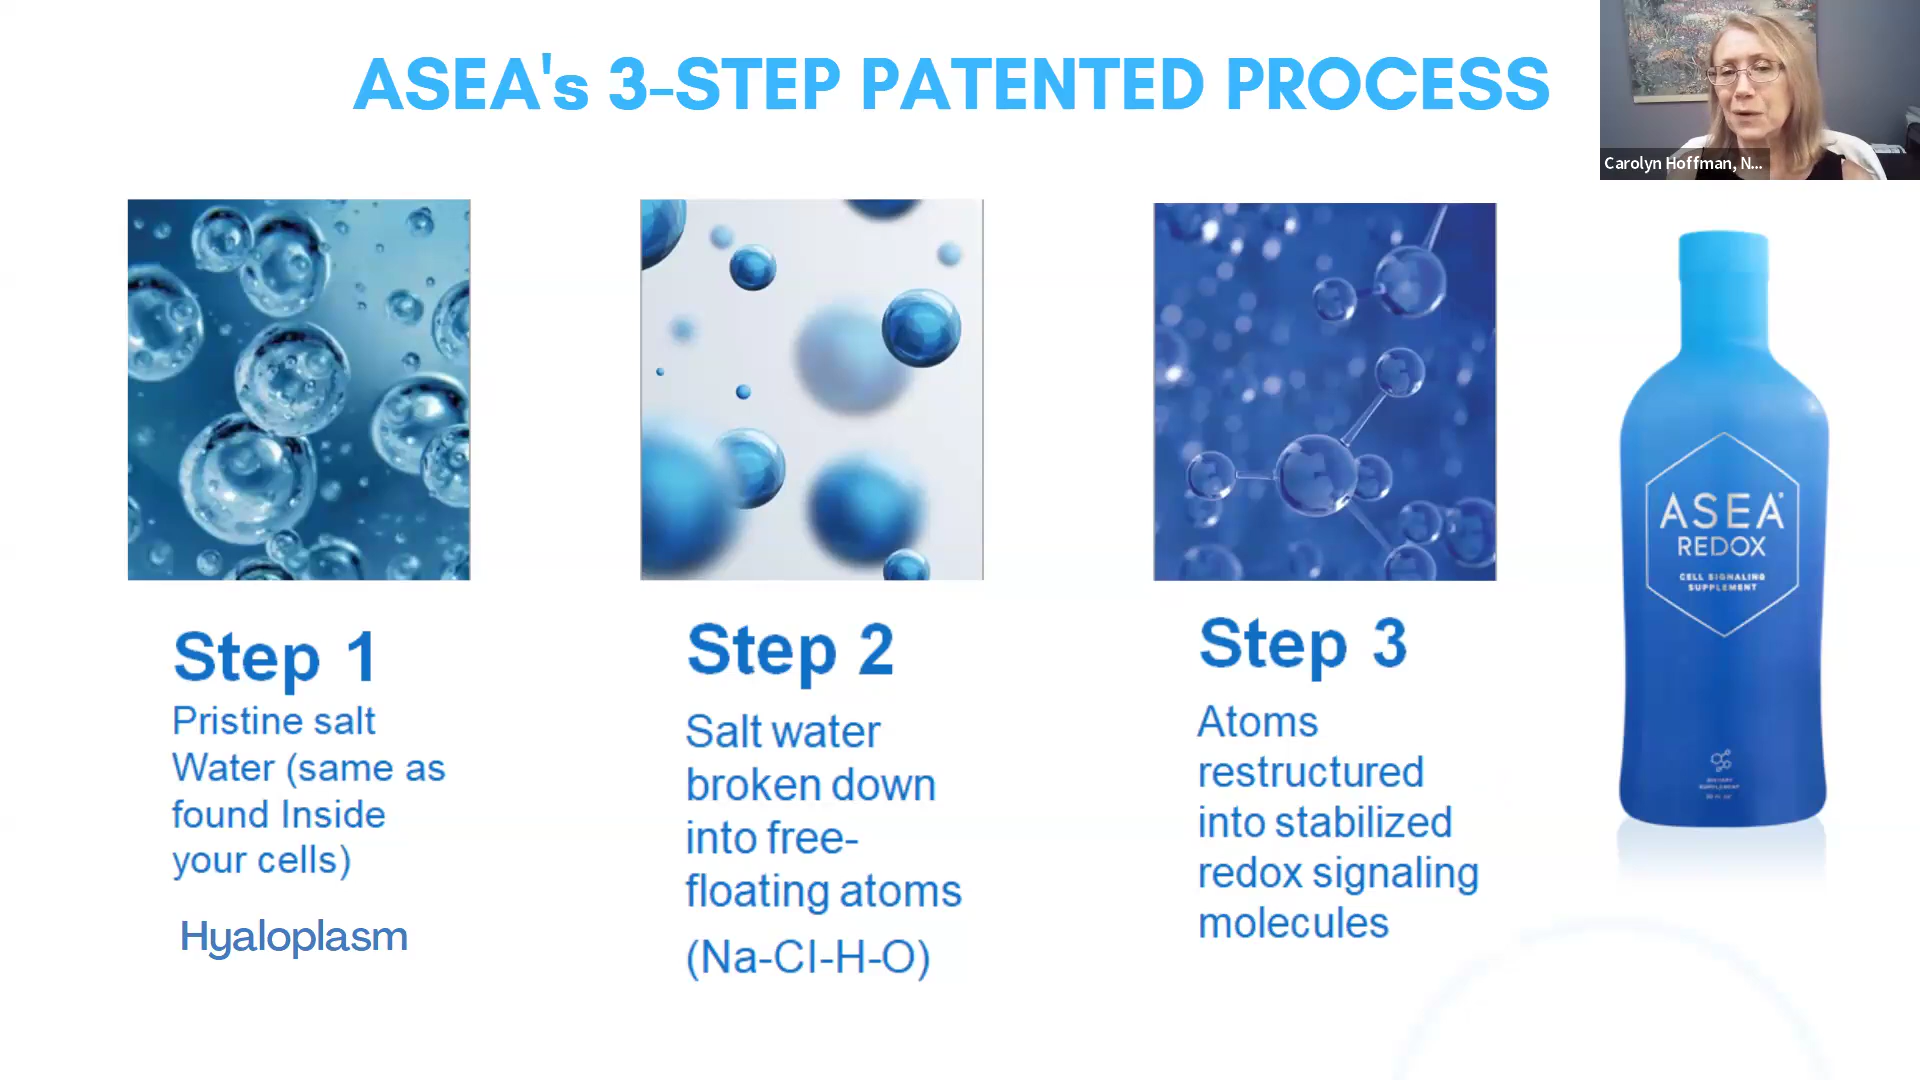 ASEA's 3-STEP PATENTED PROCESS
Carolyn Hoffman, N...
Step 1
Pristine salt
Water (same as
found Inside
your cells)
Hyaloplasm
Step 2
Salt water
broken down
into free-
floating atoms
(Na-Cl-H-O)
Step 3
Atoms
restructured
into stabilized
redox signaling
molecules
ASEA
REDOX
CELL SIGNALING
SUPPLEMENT
DIETARY
SUPPLEMENT